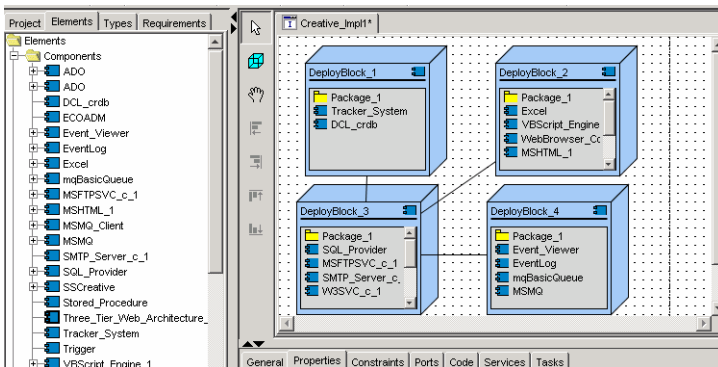 Project Elements Types Requirements
Elements
Components
ADO
ADO
DCL_crdb
ECOADM
Event_Viewer
EventLog
Excel
mqBasicQueue
MSFTPSVC_c_1
MSHTML_1
MSMQ_Client
MSMQ
SMTP_Server_c_1
SQL_Provider
SSCreative
Stored_Procedure
Three_Tier_Web_Architecture_
Tracker_System
Trigger
VBScript_Engine_1
Creative_Impl1*
DeployBlock_1
Package_1
Tracker_System
DCL_crdb
DeployBlock_2
Package_1
Excel
VBScript_Engine
WebBrowser_Cc
MSHTML_1
DeployBlock_3
Package_1
SQL_Provider
MSFTPSVC_c_1
SMTP_Server_c_
W3SVC_c_1
DeployBlock_4
Package_1
Event_Viewer
EventLog
mqBasicQueue
MSMQ
General Properties Constraints Ports Code Services Tasks